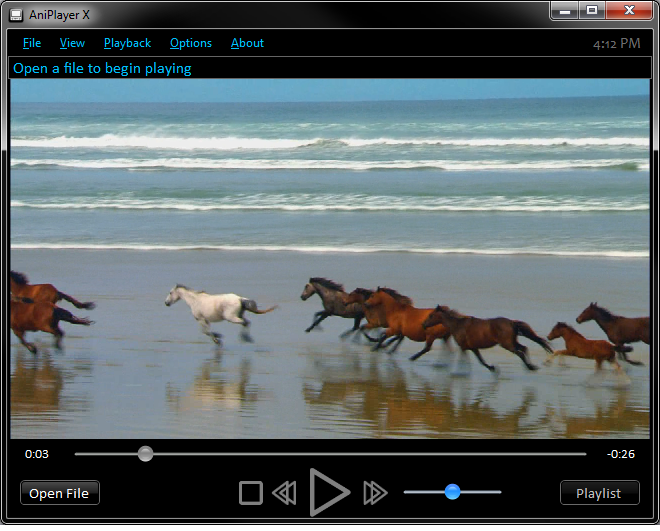 AniPlayer X
File View Playback Options About 4:12 PM
Open a file to begin playing
0:03 -0:26
Open File Playlist